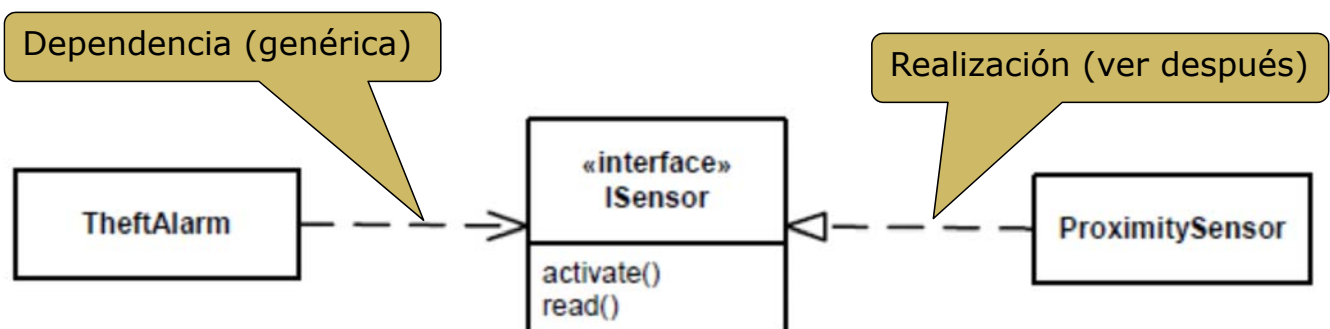 Dependencia (genérica)
Realización (ver después)
«interface»
ISensor
TheftAlarm
ProximitySensor
activate()
read()